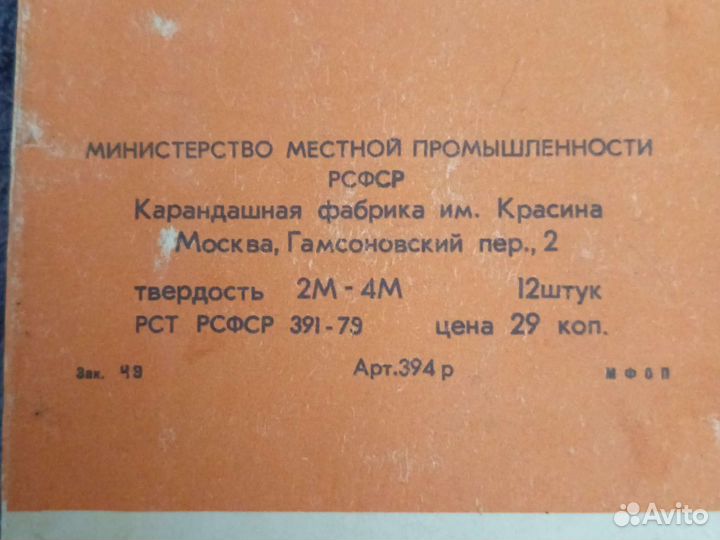 МИНИСТЕРСТВО МЕСТНОЙ ПРОМЫШЛЕННОСТИ
РСФСР
Карандашная фабрика им. Красина
Москва, Гамсоновский пер., 2
твердость 2М - 4М 12штук
РСТ РСФСР 391-79 цена 29 коп.
Зак. 49 Арт.394 р МФОП
Avito